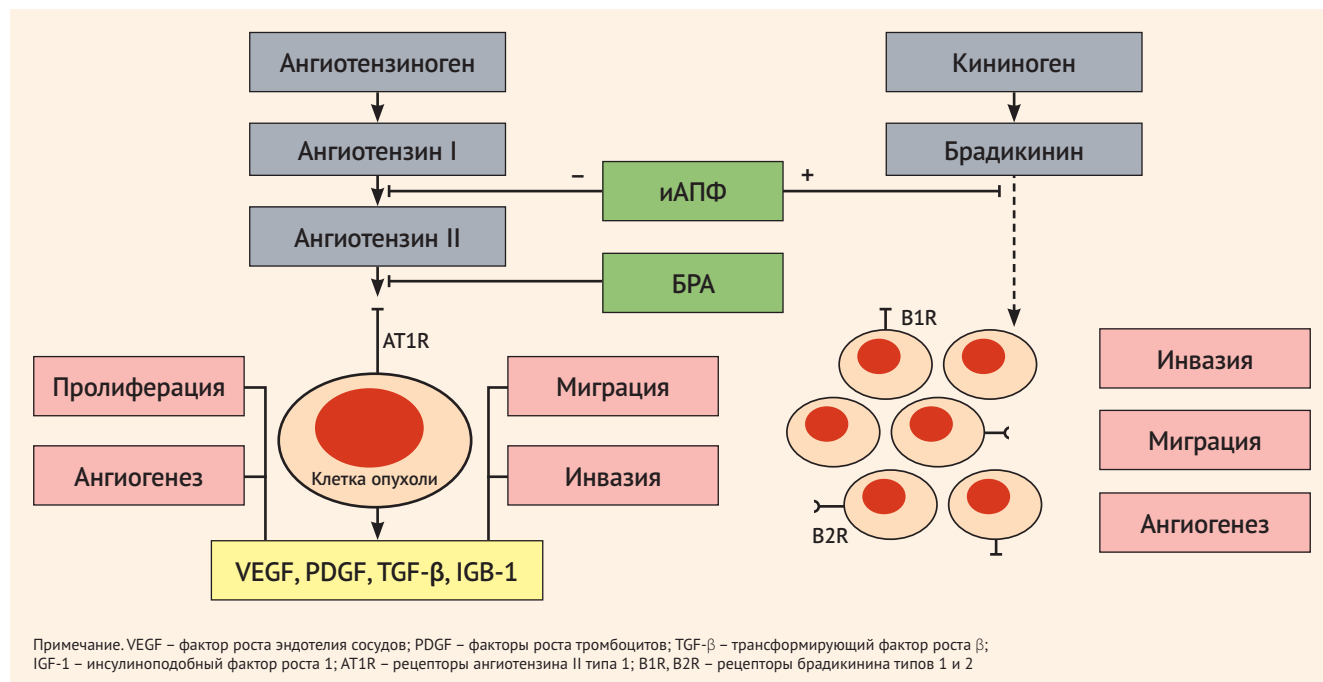 Ангиотензиноген
Кининоген
Ангиотензин I
Брадикинин
–
иАПФ
+
Ангиотензин II
БРА
AT1R
B1R
Пролиферация
Миграция
Инвазия
Ангиогенез
Клетка опухоли
Инвазия
Миграция
B2R
Ангиогенез
VEGF, PDGF, TGF-β, IGB-1
Примечание. VEGF – фактор роста эндотелия сосудов; PDGF – факторы роста тромбоцитов; TGF-β – трансформирующий фактор роста β;
IGF-1 – инсулиноподобный фактор роста 1; AT1R – рецепторы ангиотензина II типа 1; B1R, B2R – рецепторы брадикинина типов 1 и 2